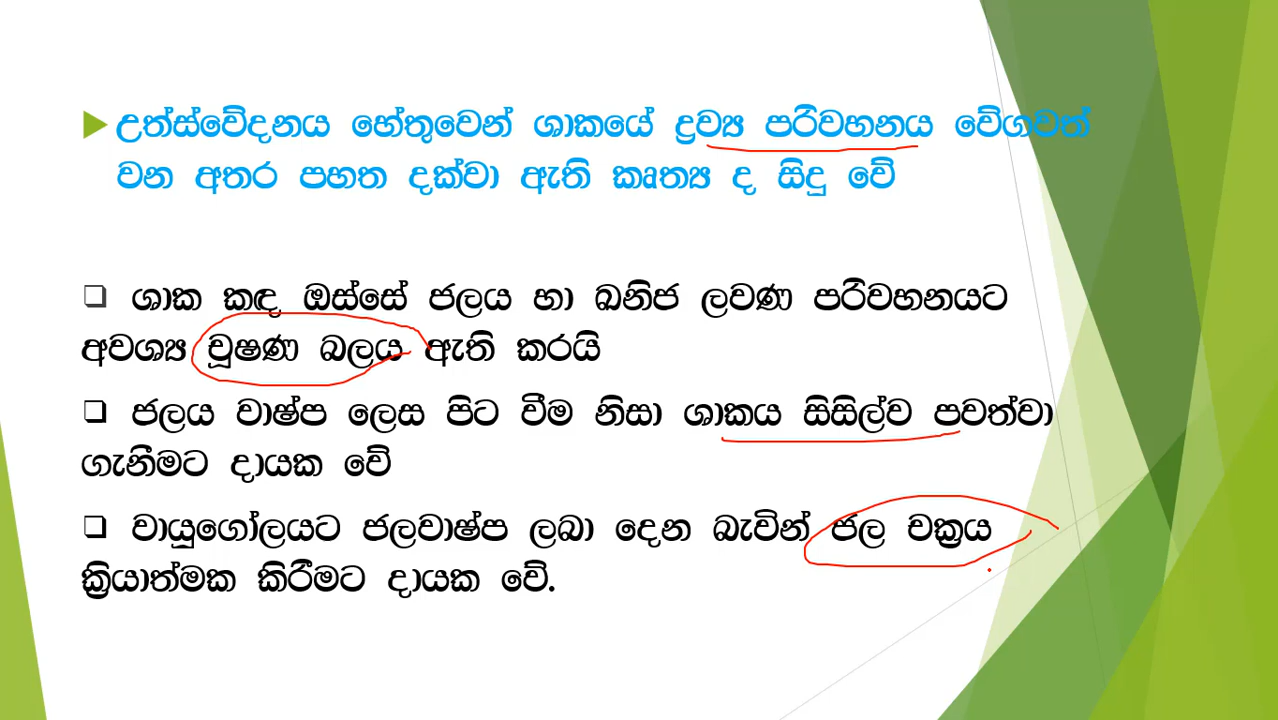 උත්ස්වේදනය හේතුවෙන් ශාකයේ ද්‍රව්‍ය පරිවහනය වේගවත්
වන අතර පහත දක්වා ඇති කෘත්‍ය ද සිදු වේ
ශාක කඳ ඔස්සේ ජලය හා ඛනිජ ලවණ පරිවහනයට
අවශ්‍ය චූෂණ බලය ඇති කරයි
ජලය වාෂ්ප ලෙස පිට වීම නිසා ශාකය සිසිල්ව පවත්වා
ගැනීමට දායක වේ
වායුගෝලයට ජලවාෂ්ප ලබා දෙන බැවින් ජල චක්‍රය
ක්‍රියාත්මක කිරීමට දායක වේ.